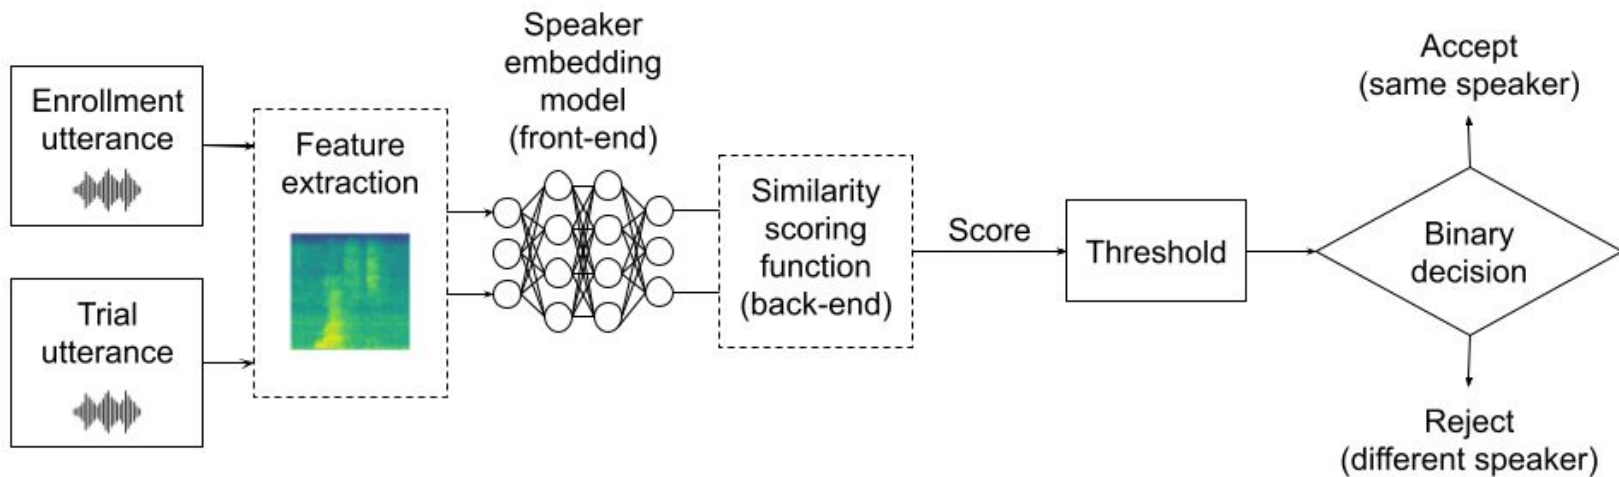 Enrollment
utterance
Trial
utterance
Feature
extraction
Speaker
embedding
model
(front-end)
Similarity
scoring
function
(back-end)
Score
Threshold
Binary
decision
Accept
(same speaker)
Reject
(different speaker)